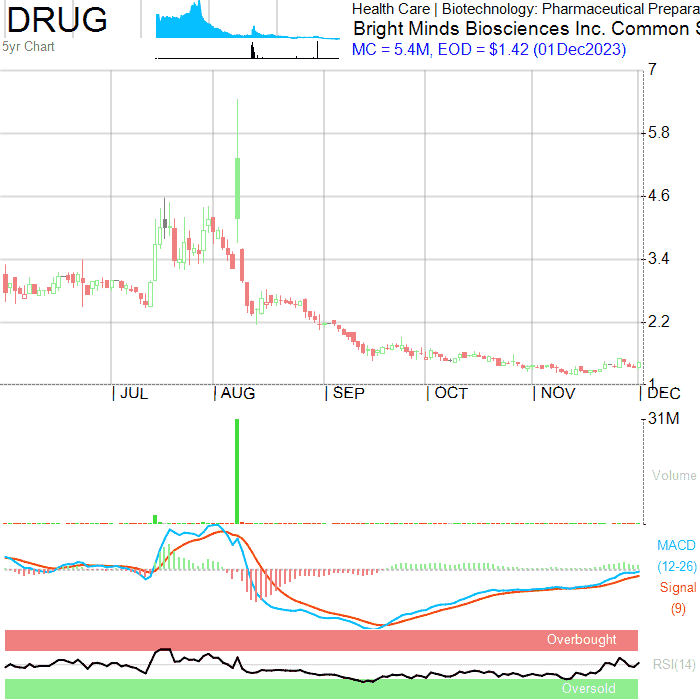 DRUG
5yr Chart
Health Care | Biotechnology: Pharmaceutical Prepara
Bright Minds Biosciences Inc. Common S
MC = 5.4M, EOD = $1.42 (01Dec2023)
7
5.8
4.6
3.4
2.2
1
JUL AUG SEP OCT NOV DEC
31M
Volume
MACD
(12-26)
Signal
(9)
Overbought
RSI(14)
Oversold